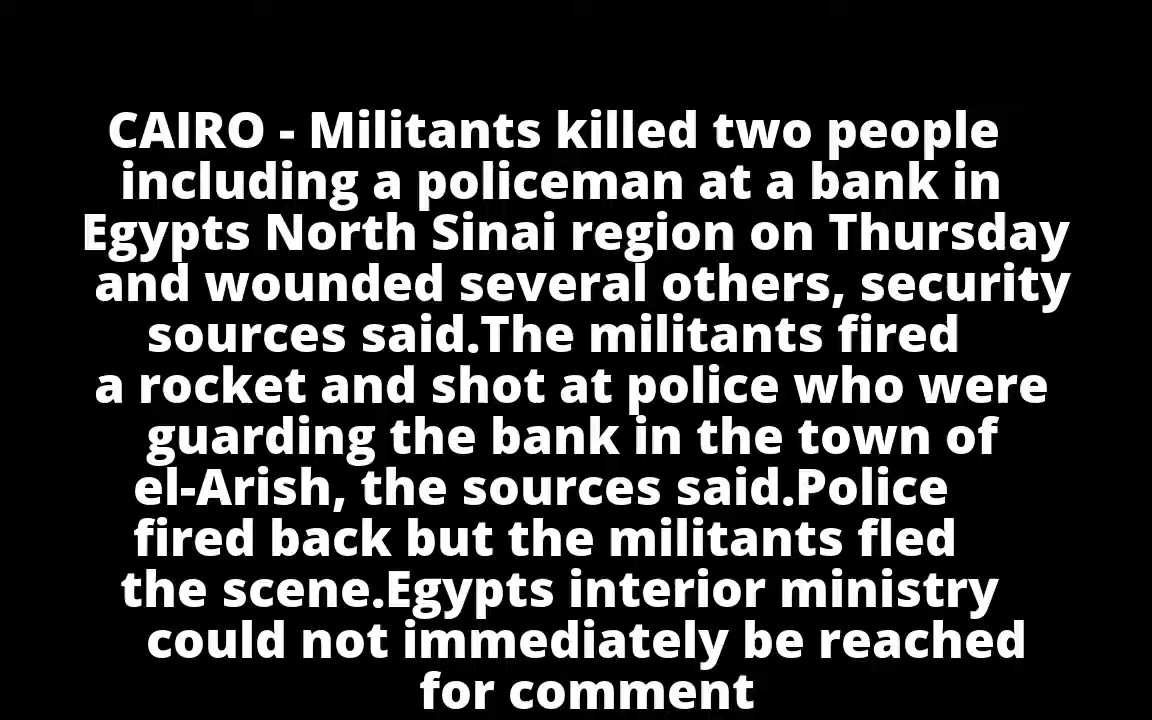 CAIRO - Militants killed two people
including a policeman at a bank in
Egypts North Sinai region on Thursday
and wounded several others, security
sources said.The militants fired
a rocket and shot at police who were
guarding the bank in the town of
el-Arish, the sources said.Police
fired back but the militants fled
the scene.Egypts interior ministry
could not immediately be reached
for comment